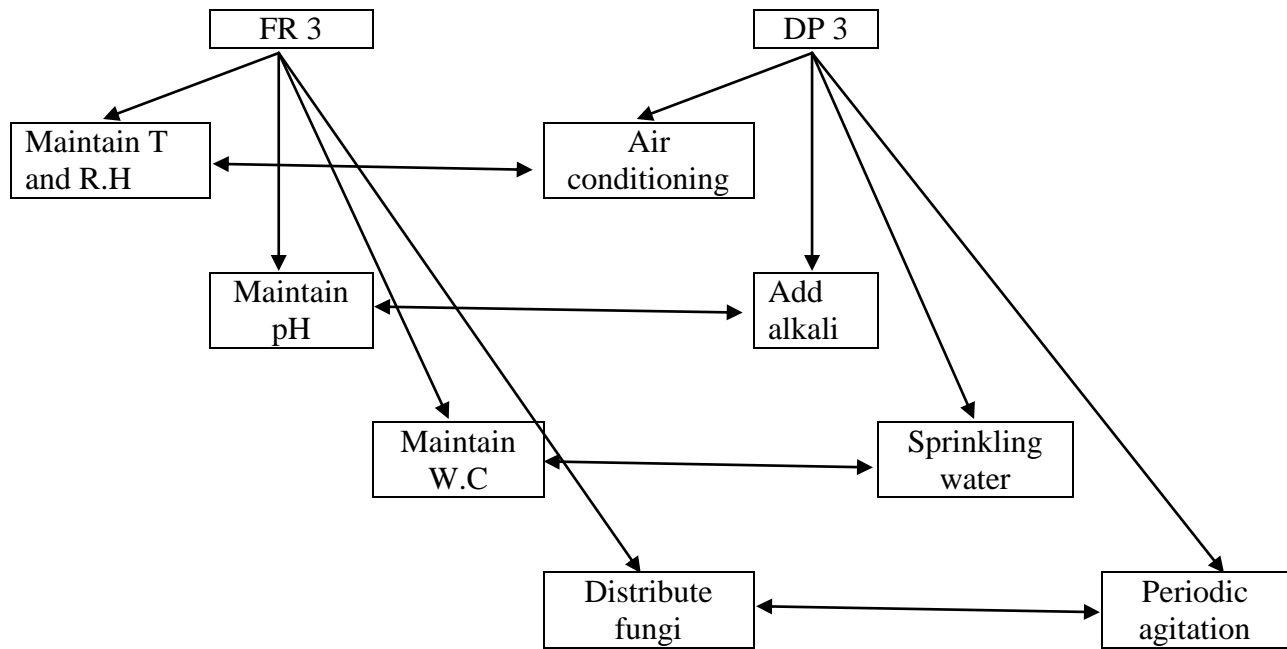 FR 3
DP 3
Maintain T
and R.H
Air
conditioning
Maintain
pH
Add
alkali
Maintain
W.C
Sprinkling
water
Distribute
fungi
Periodic
agitation